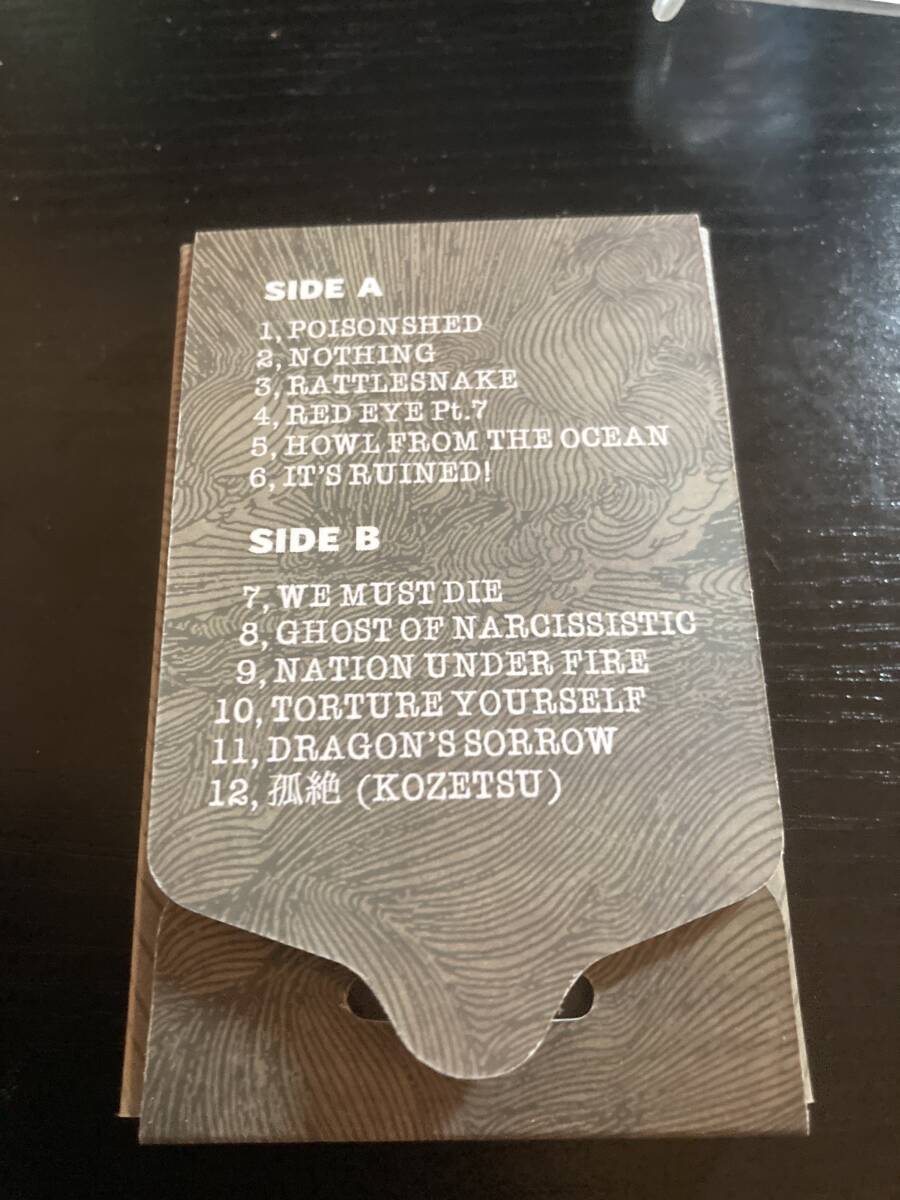 SIDE A
1, POISONSHED
2, NOTHING
3, RATTLESNAKE
4, RED EYE Pt.7
5, HOWL FROM THE OCEAN
6, IT'S RUINED!
SIDE B
7, WE MUST DIE
8, GHOST OF NARCISSISTIC
9, NATION UNDER FIRE
10, TORTURE YOURSELF
11, DRAGON'S SORROW
12, 孤絶 (KOZETSU)